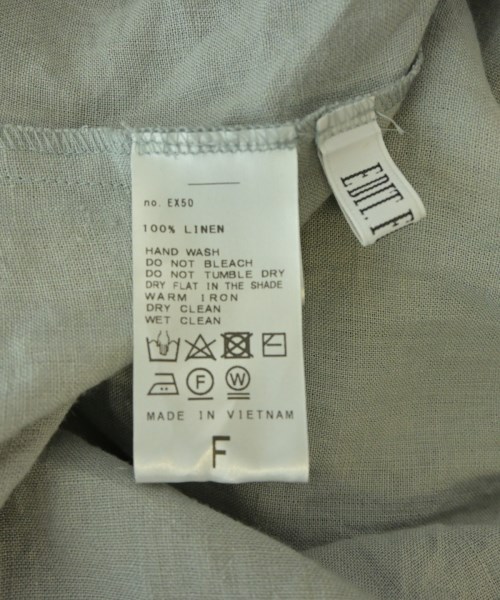 no. EX50
100% LINEN
HAND WASH
DO NOT BLEACH
DO NOT TUMBLE DRY
DRY FLAT IN THE SHADE
WARM IRON
DRY CLEAN
WET CLEAN
F W
MADE IN VIETNAM
F
EDIT. F